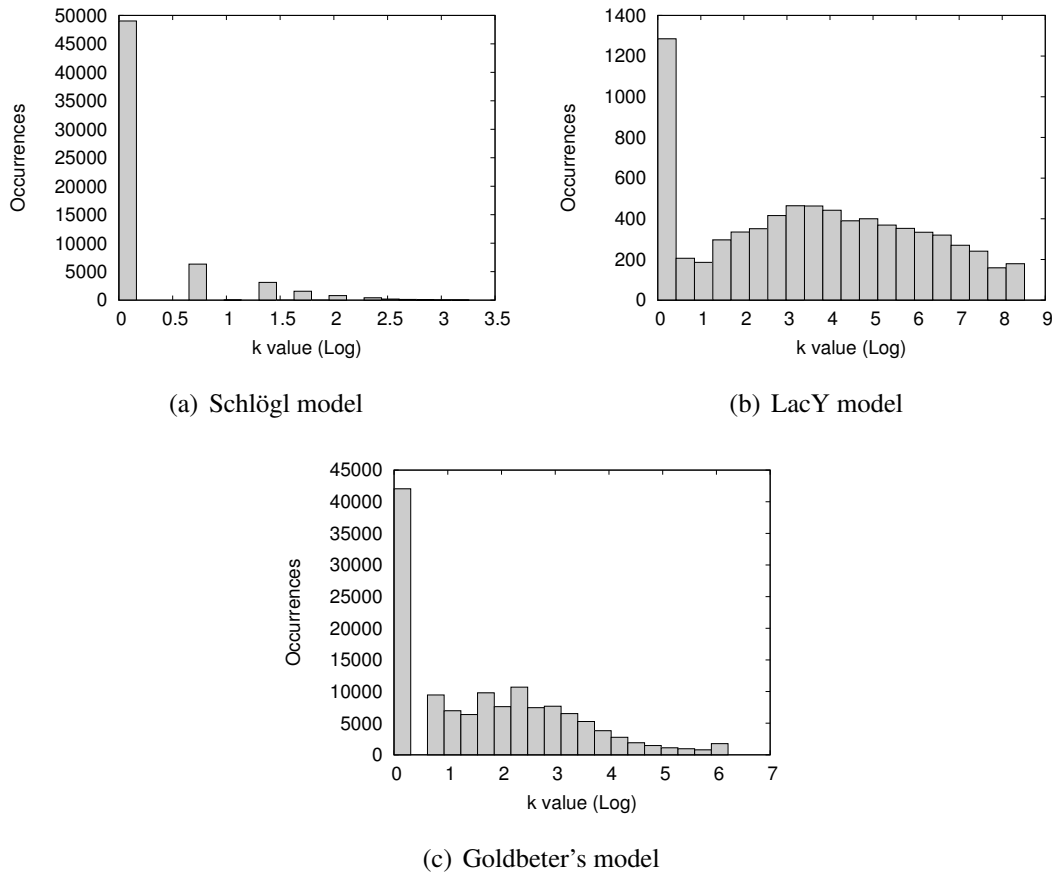 50000
45000
40000
35000
30000
25000
20000
15000
10000
5000
0
Occurrences
0 0.5 1 1.5 2 2.5 3 3.5
k value (Log)
(a) Schlögl model
1400
1200
1000
800
600
400
200
0
Occurrences
0 1 2 3 4 5 6 7 8 9
k value (Log)
(b) LacY model
45000
40000
35000
30000
25000
20000
15000
10000
5000
0
Occurrences
0 1 2 3 4 5 6 7
k value (Log)
(c) Goldbeter's model